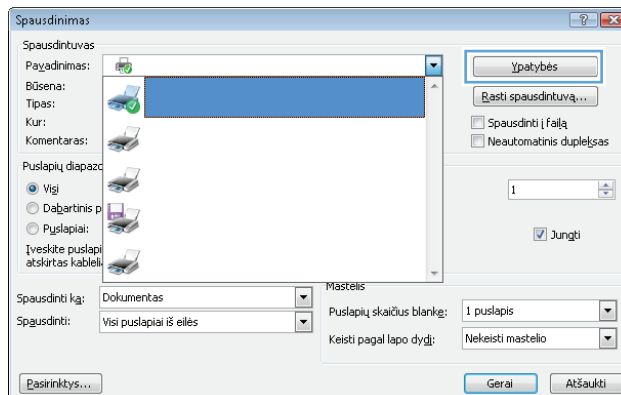 Spausdinimas
Spausdintuvas
Pavadinimas:
Ypatybės
Būsena:
Tipas:
Rasti spausdintuvą...
Kur:
Spausdinti į failą
Komentaras:
Neautomatinis dupleksas
Puslapių diapazo
Visi
1
Dabartinis p
Puslapiai:
Jungti
Įveskite puslapi
atskirtas kableli
Mastelis
Spausdinti ką: Dokumentas
Puslapių skaičius blanke: 1 puslapis
Spausdinti: Visi puslapiai iš eilės
Keisti pagal lapo dydį: Nekeisti mastelio
Pasirinktys...
Gerai
Atšaukti